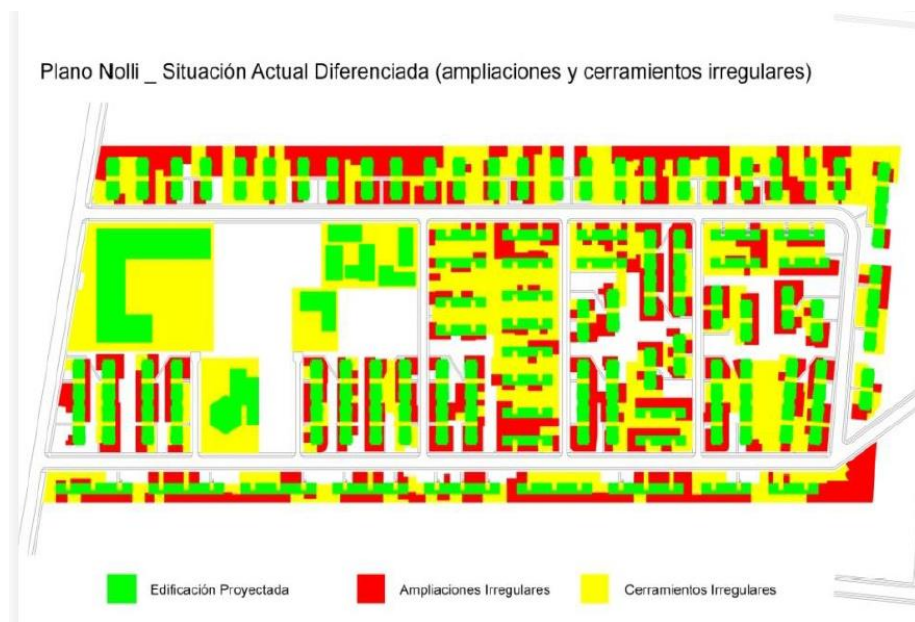 Plano Nolli _ Situación Actual Diferenciada (ampliaciones y cerramientos irregulares)
Edificación Proyectada
Ampliaciones Irregulares
Cerramientos Irregulares